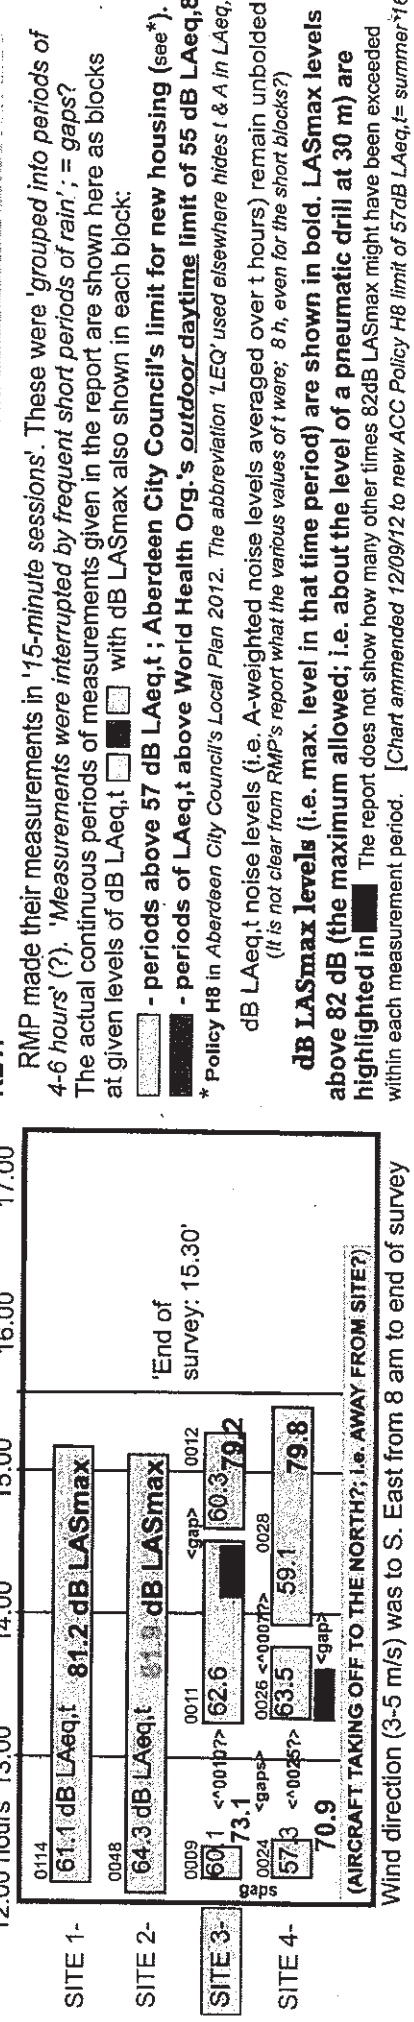 12.00 hours 13.00 14.00 15.00 16.00 17.00
0114
SITE 1- 61.1 dB LAeq,t 81.2 dB LASmax
0048
SITE 2- 64.3 dB LAeq,t dB LASmax
'End of
survey: 15.30'
0009 0011 <gap> 0012
SITE 3- 60.1 <^0010?> 62.6 60.3 79.2
73.1
gaps <gaps>
0024 0026 <^0077?> 0028
SITE 4- 57.3 <^0025?> 63.5 59.1 79.8
70.9 <gap>
(AIRCRAFT TAKING OFF TO THE NORTH?; i.e. AWAY FROM SITE?)
Wind direction (3-5 m/s) was to S. East from 8 am to end of survey
KEY:
RMP made their measurements in '15-minute sessions'. These were 'grouped into periods of
4-6 hours' (?). 'Measurements were interrupted by frequent short periods of rain'; = gaps?
The actual continuous periods of measurements given in the report are shown here as blocks
at given levels of dB LAeq,t with dB LASmax also shown in each block:
- periods above 57 dB LAeq,t ; Aberdeen City Council's limit for new housing (see*).
- periods of LAeq,t above World Health Org.'s outdoor daytime limit of 55 dB LAeq,8
* Policy H8 in Aberdeen City Council's Local Plan 2012. The abbreviation 'LEQ' used elsewhere hides t & A in LAeq,
dB LAeq,t noise levels (i.e. A-weighted noise levels averaged over t hours) remain unbolded
(It is not clear from RMP's report what the various values of t were; 8 h, even for the short blocks?)
dB LASmax levels (i.e. max. level in that time period) are shown in bold. LASmax levels
above 82 dB (the maximum allowed; i.e. about the level of a pneumatic drill at 30 m) are
highlighted in The report does not show how many other times 82dB LASmax might have been exceeded
within each measurement period. [Chart ammended 12/09/12 to new ACC Policy H8 limit of 57dB LAeq,t= summer*16